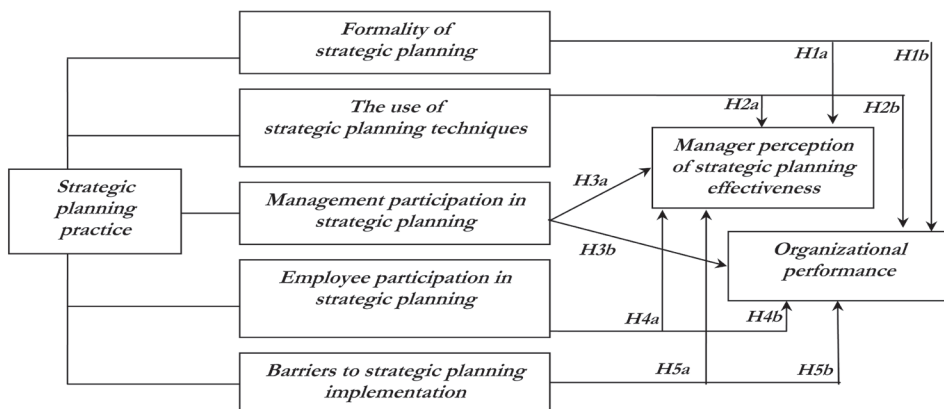 Formality of
strategic planning
H1a
H1b
The use of
strategic planning techniques
H2a
H2b
Manager perception
of strategic planning
effectiveness
Strategic
planning
practice
Management participation in
strategic planning
H3a
H3b
Organizational
performance
Employee participation in
strategic planning
H4a
H4b
Barriers to strategic planning
implementation
H5a
H5b